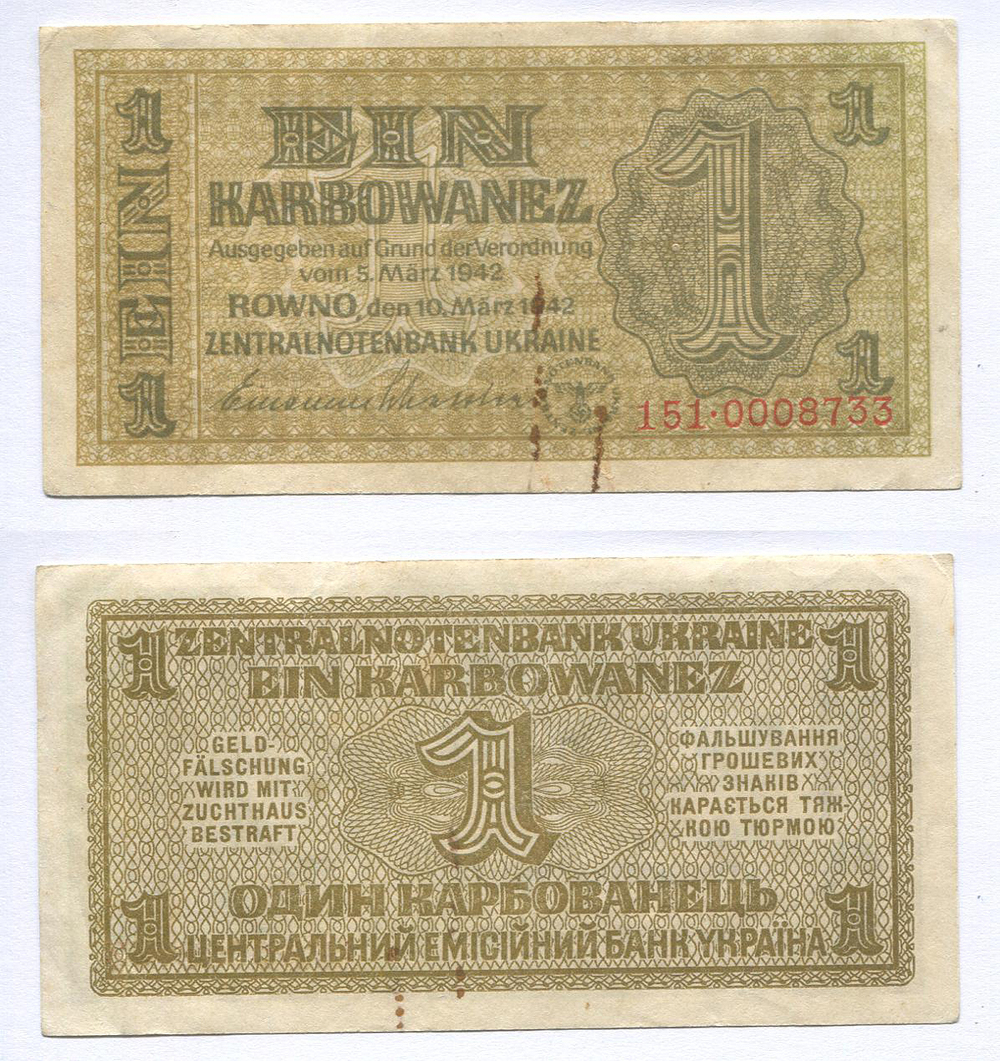 1
EIN
1
EIN
KARBOWANEZ
Ausgegeben auf Grund der Verordnung
vom 5. März 1942
ROWNO, den 10. März 1942
ZENTRALNOTENBANK UKRAINE
1
1
1
151·0008733
1 ZENTRALNOTENBANK UKRAINE 1
EIN KARBOWANEZ
GELD-
FÄLSCHUNG
WIRD MIT
ZUCHTHAUS
BESTRAFT
1
ФАЛЬШУВАННЯ
ГРОШЕВИХ
ЗНАКІВ
КАРАЄТЬСЯ ТЯЖ-
КОЮ ТЮРМОЮ
ОДИН КАРБОВАНЕЦЬ
1 ЦЕНТРАЛЬНИЙ ЕМІСІЙНИЙ БАНК УКРАЇНА 1